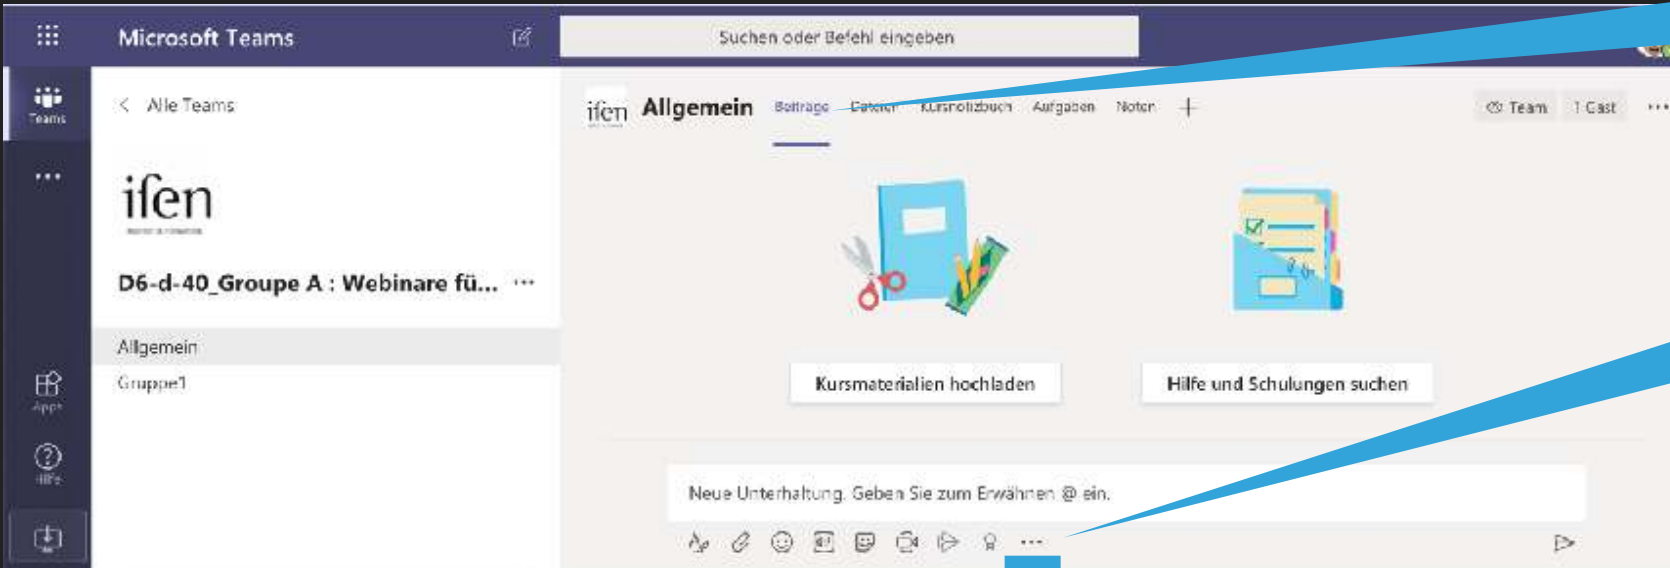 Microsoft Teams
Suchen oder Befehl eingeben
Teams
Alle Teams
ifen
D6-d-40_Groupe A : Webinare fü... ...
Allgemein
Gruppe1
Apps
Hilfe
ifen
Allgemein Beiträge Dateien Kursnotizbuch Aufgaben Noten +
Team 1 Gast ...
Kursmaterialien hochladen
Hilfe und Schulungen suchen
Neue Unterhaltung. Geben Sie zum Erwähnen @ ein.